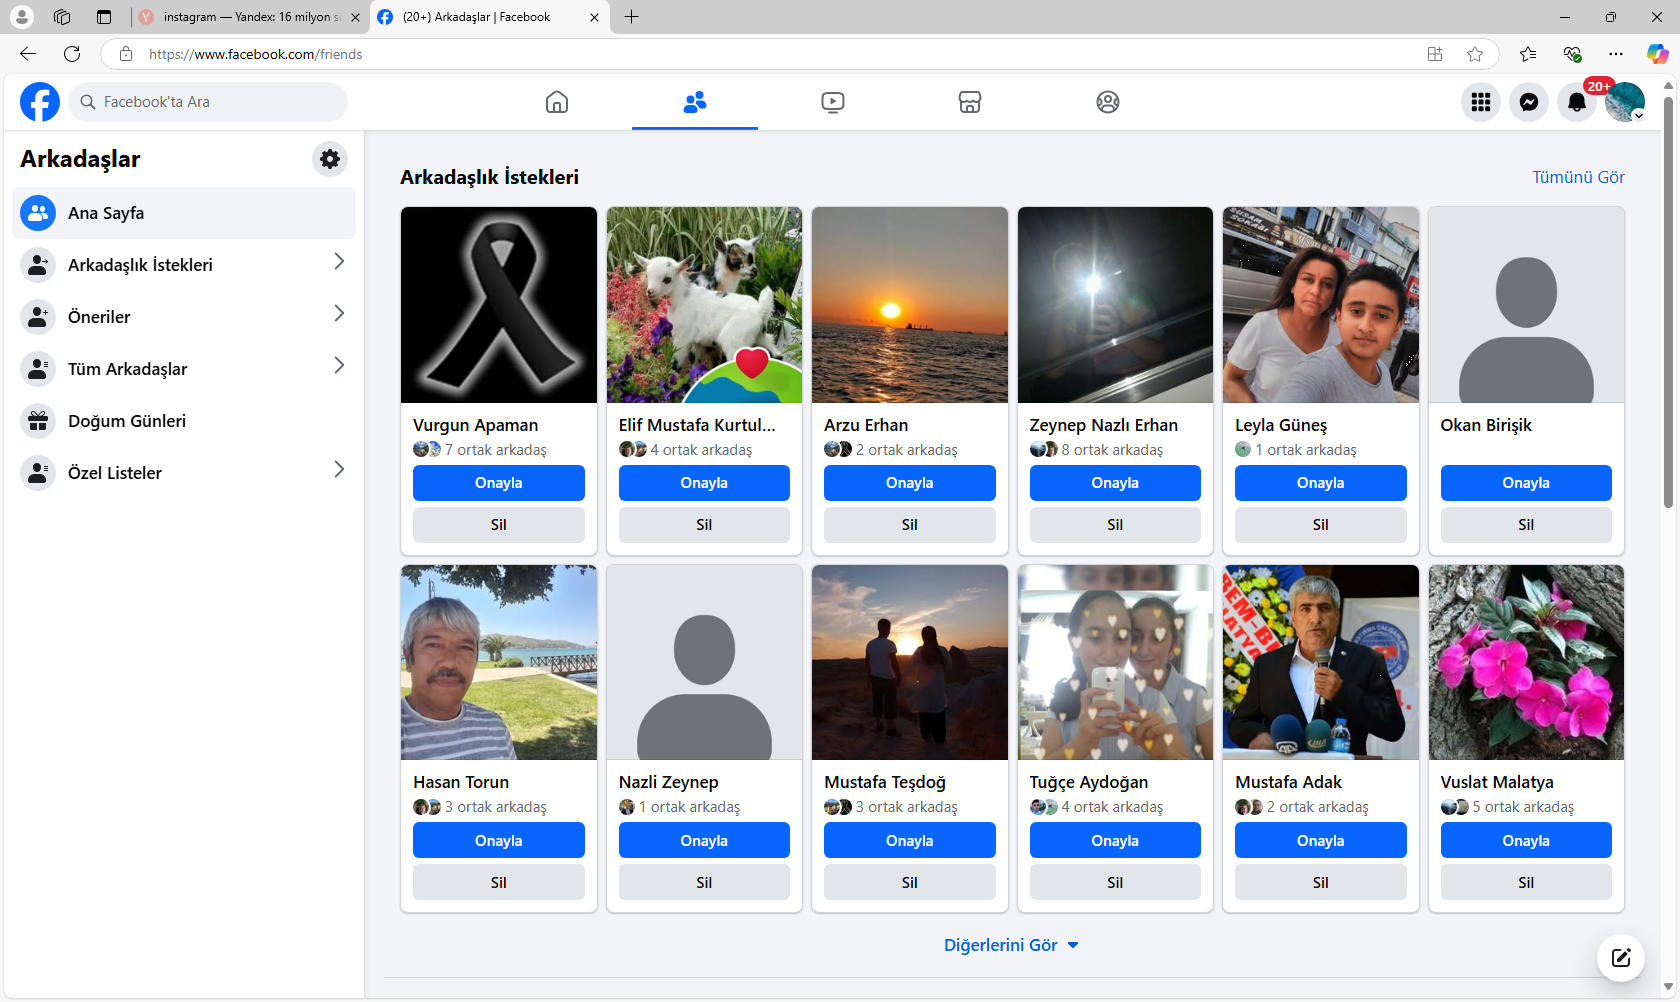 instagram — Yandex: 16 milyon s
(20+) Arkadaşlar | Facebook
https://www.facebook.com/friends
Facebook'ta Ara
20+
Arkadaşlar
Ana Sayfa
Arkadaşlık İstekleri
Öneriler
Tüm Arkadaşlar
Doğum Günleri
Özel Listeler
Arkadaşlık İstekleri
Tümünü Gör
SUSAM
SOKAĞI
Vurgun Apaman
7 ortak arkadaş
Onayla
Sil
Elif Mustafa Kurtul...
4 ortak arkadaş
Onayla
Sil
Arzu Erhan
2 ortak arkadaş
Onayla
Sil
Zeynep Nazlı Erhan
8 ortak arkadaş
Onayla
Sil
Leyla Güneş
1 ortak arkadaş
Onayla
Sil
Okan Birişik
Onayla
Sil
Hasan Torun
3 ortak arkadaş
Onayla
Sil
Nazli Zeynep
1 ortak arkadaş
Onayla
Sil
Mustafa Teşdoğ
3 ortak arkadaş
Onayla
Sil
Tuğçe Aydoğan
4 ortak arkadaş
Onayla
Sil
Mustafa Adak
2 ortak arkadaş
Onayla
Sil
Vuslat Malatya
5 ortak arkadaş
Onayla
Sil
Diğerlerini Gör